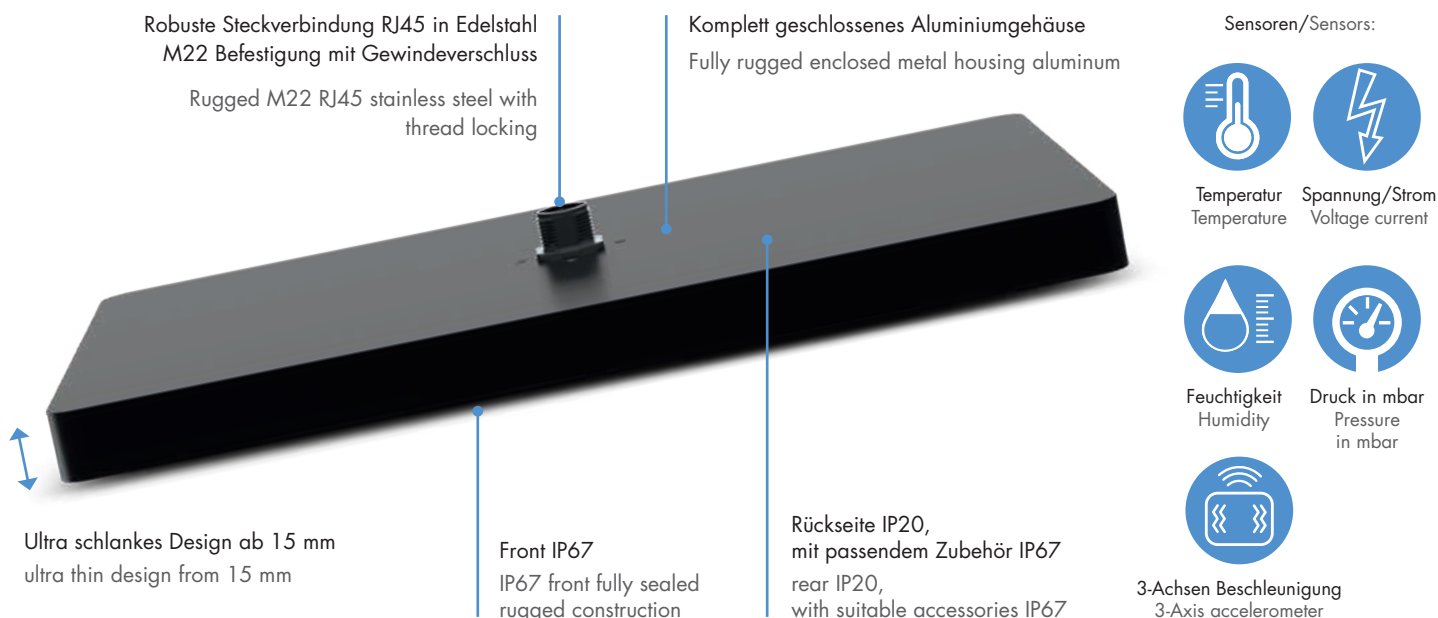 Robuste Steckverbindung RJ45 in Edelstahl
M22 Befestigung mit Gewindeverschluss
Rugged M22 RJ45 stainless steel with
thread locking
Komplett geschlossenes Aluminiumgehäuse
Fully rugged enclosed metal housing aluminum
Sensoren/Sensors:
Temperatur
Temperature
Spannung/Strom
Voltage current
Feuchtigkeit
Humidity
Druck in mbar
Pressure
in mbar
3-Achsen Beschleunigung
3-Axis accelerometer
Ultra schlankes Design ab 15 mm
ultra thin design from 15 mm
Front IP67
IP67 front fully sealed
rugged construction
Rückseite IP20,
mit passendem Zubehör IP67
rear IP20,
with suitable accessories IP67